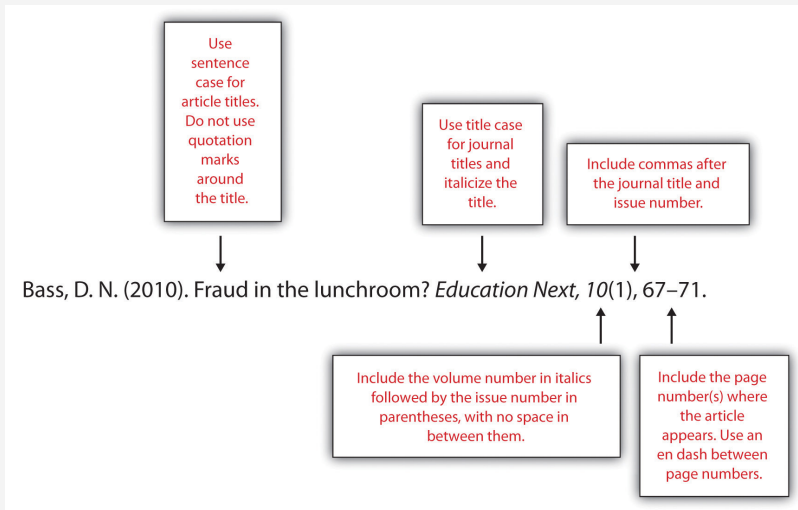 Use
sentence
case for
article titles.
Do not use
quotation
marks
around
the title.
Use title case
for journal
titles and
italicize the
title.
Include commas after
the journal title and
issue number.
Bass, D. N. (2010). Fraud in the lunchroom? Education Next, 10(1), 67–71.
Include the volume number in italics
followed by the issue number in
parentheses, with no space in
between them.
Include the page
number(s) where
the article
appears. Use an
en dash between
page numbers.